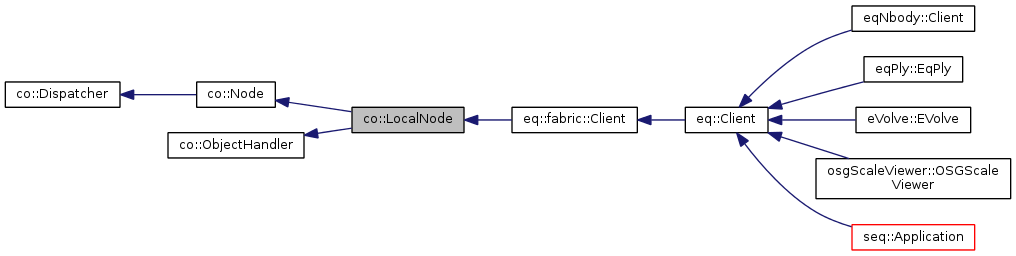 co::Dispatcher
co::Node
co::ObjectHandler
co::LocalNode
eq::fabric::Client
eq::Client
eqNbody::Client
eqPly::EqPly
eVolve::EVolve
osgScaleViewer::OSGScale
Viewer
seq::Application